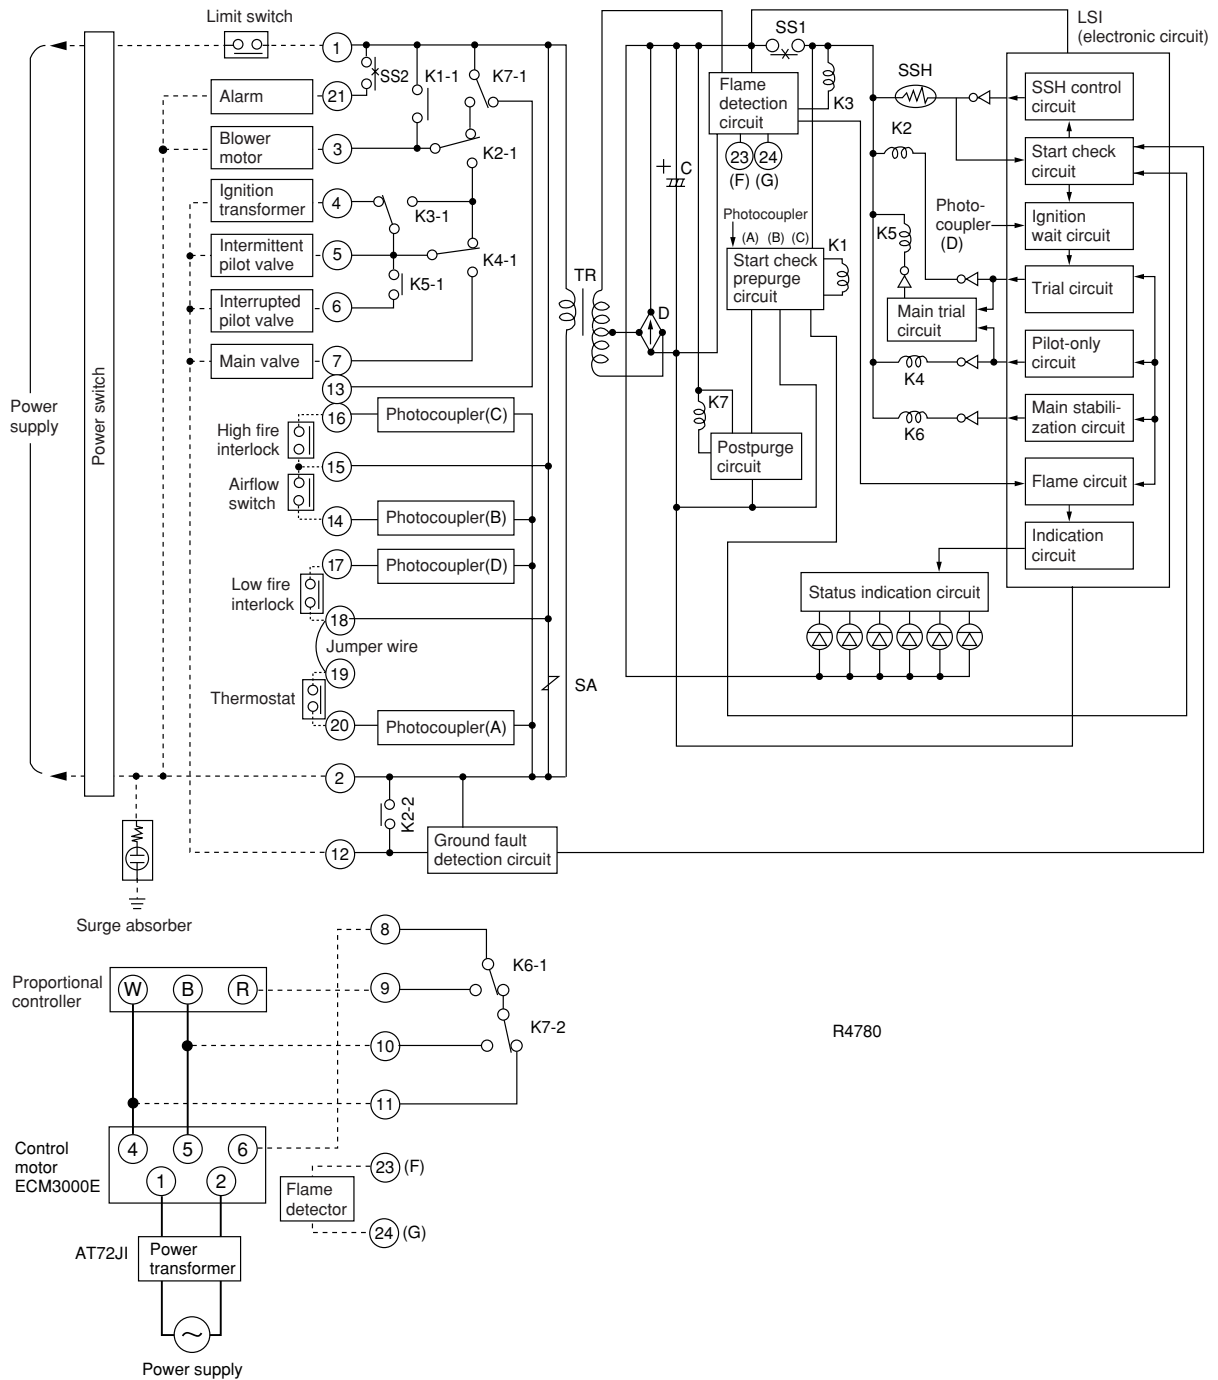 Limit switch
1
SS2
K1-1
K7-1
Alarm
21
Blower
motor
3
K2-1
Ignition
transformer
4
K3-1
Intermittent
pilot valve
5
K4-1
K5-1
Interrupted
pilot valve
6
Main valve
7
13
16
Photocoupler(C)
High fire
interlock
15
Airflow
switch
14
Photocoupler(B)
17
Photocoupler(D)
Low fire
interlock
18
Jumper wire
19
Thermostat
SA
20
Photocoupler(A)
2
K2-2
12
Ground fault
detection circuit
Power
supply
Power switch
Surge absorber
TR
D
+
C
SS1
LSI
(electronic circuit)
Flame
detection
circuit
K3
23
24
(F)
(G)
SSH
K2
K5
Photocoupler
(A)
(B)
(C)
Start check
prepurge
circuit
K1
K7
Postpurge
circuit
Main trial
circuit
K4
K6
Photo-
coupler
(D)
SSH control
circuit
Start check
circuit
Ignition
wait circuit
Trial circuit
Pilot-only
circuit
Main stabili-
zation circuit
Flame circuit
Indication
circuit
Status indication circuit
8
K6-1
Proportional
controller
W
B
R
9
K7-2
10
11
R4780
Control
motor
ECM3000E
4
5
6
1
2
23
(F)
Flame
detector
24
(G)
AT72JI
Power
transformer
~
Power supply